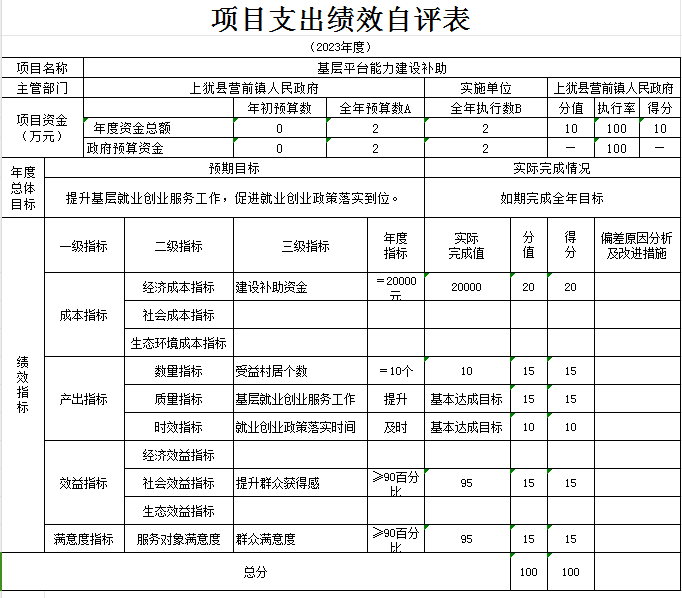 项目支出绩效自评表
（2023年度）
项目名称 基层平台能力建设补助
主管部门 上犹县营前镇人民政府 实施单位 上犹县营前镇人民政府
项目资金（万元） 年初预算数 全年预算数A 全年执行数B 分值 执行率 得分
年度资金总额 0 2 2 10 100 10
政府预算资金 0 2 2 — 100 —
年度总体目标 预期目标 实际完成情况
提升基层就业创业服务工作，促进就业创业政策落实到位。 如期完成全年目标
绩效指标 一级指标 二级指标 三级指标 年度指标 实际完成值 分值 得分 偏差原因分析及改进措施
成本指标 经济成本指标 建设补助资金 =20000元 20000 20 20
社会成本指标
生态环境成本指标
产出指标 数量指标 受益村居个数 =10个 10 15 15
质量指标 基层就业创业服务工作 提升 基本达成目标 15 15
时效指标 就业创业政策落实时间 及时 基本达成目标 10 10
效益指标 经济效益指标
社会效益指标 提升群众获得感 ≥90百分比 95 15 15
生态效益指标
满意度指标 服务对象满意度 群众满意度 ≥90百分比 95 15 15
总分 100 100